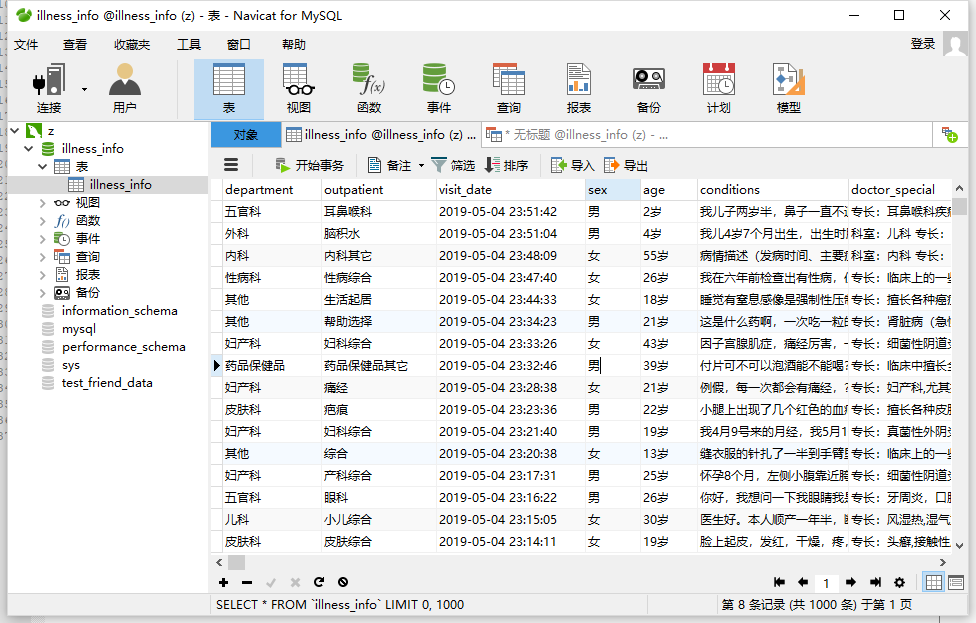 illness_info @illness_info (z) - 表 - Navicat for MySQL
文件 查看 收藏夹 工具 窗口 帮助 登录
连接 用户 表 视图 函数 事件 查询 报表 备份 计划 模型
对象 illness_info @illness_info (z) ... * 无标题 @illness_info (z) - ...
开始事务 备注 筛选 排序 导入 导出
z
illness_info
表
illness_info
视图
函数
事件
查询
报表
备份
information_schema
mysql
performance_schema
sys
test_friend_data
department outpatient visit_date sex age conditions doctor_special
五官科 耳鼻喉科 2019-05-04 23:51:42 男 2岁 我儿子两岁半，鼻子一直不 专长：耳鼻喉科疾
外科 脑积水 2019-05-04 23:51:04 男 4岁 我儿4岁7个月出生，出生时 科室：儿科 专长：
内科 内科其它 2019-05-04 23:48:09 女 55岁 病情描述（发病时间、主要 科室：内科 专长：
性病科 性病综合 2019-05-04 23:47:40 女 26岁 我在六年前检查出有性病， 专长：临床上的一
其他 生活起居 2019-05-04 23:44:33 女 18岁 睡觉有窒息感像是强制性压 专长：擅长各种
其他 帮助选择 2019-05-04 23:34:23 男 21岁 这是什么药啊，一次吃一粒 专长：肾脏病（急
妇产科 妇科综合 2019-05-04 23:33:26 女 43岁 因子宫腺肌症，痛经厉害， 专长：细菌性阴道
药品保健品 药品保健品其它 2019-05-04 23:32:46 男 39岁 付片可不可以泡酒能不能喝 专长：临床中擅长
妇产科 痛经 2019-05-04 23:28:38 女 21岁 例假，每一次都会有痛经， 专长：妇产科,尤其
皮肤科 疤痕 2019-05-04 23:23:36 男 22岁 小腿上出现了几个红色的血 专长：擅长各种皮
妇产科 妇科综合 2019-05-04 23:21:40 男 19岁 我4月9号来的月经，我5月1 专长：真菌性外阴
其他 综合 2019-05-04 23:20:38 女 13岁 缝衣服的针扎了一半到手臂 专长：细菌性阴道
妇产科 产科综合 2019-05-04 23:17:31 男 25岁 怀孕8个月，左侧小腹靠近 专长：细菌性阴道
五官科 眼科 2019-05-04 23:16:22 男 26岁 你好，我想问一下我眼睛我 专长：牙周炎，口
儿科 小儿综合 2019-05-04 23:15:05 女 30岁 医生好。本人顺产一年半， 专长：风湿热,湿气
皮肤科 皮肤综合 2019-05-04 23:14:11 女 19岁 脸上起皮，发红，干燥，疼， 专长：头癣,接触性
1
SELECT * FROM `illness_info` LIMIT 0, 1000 第 8 条记录 (共 1000 条) 于第 1 页